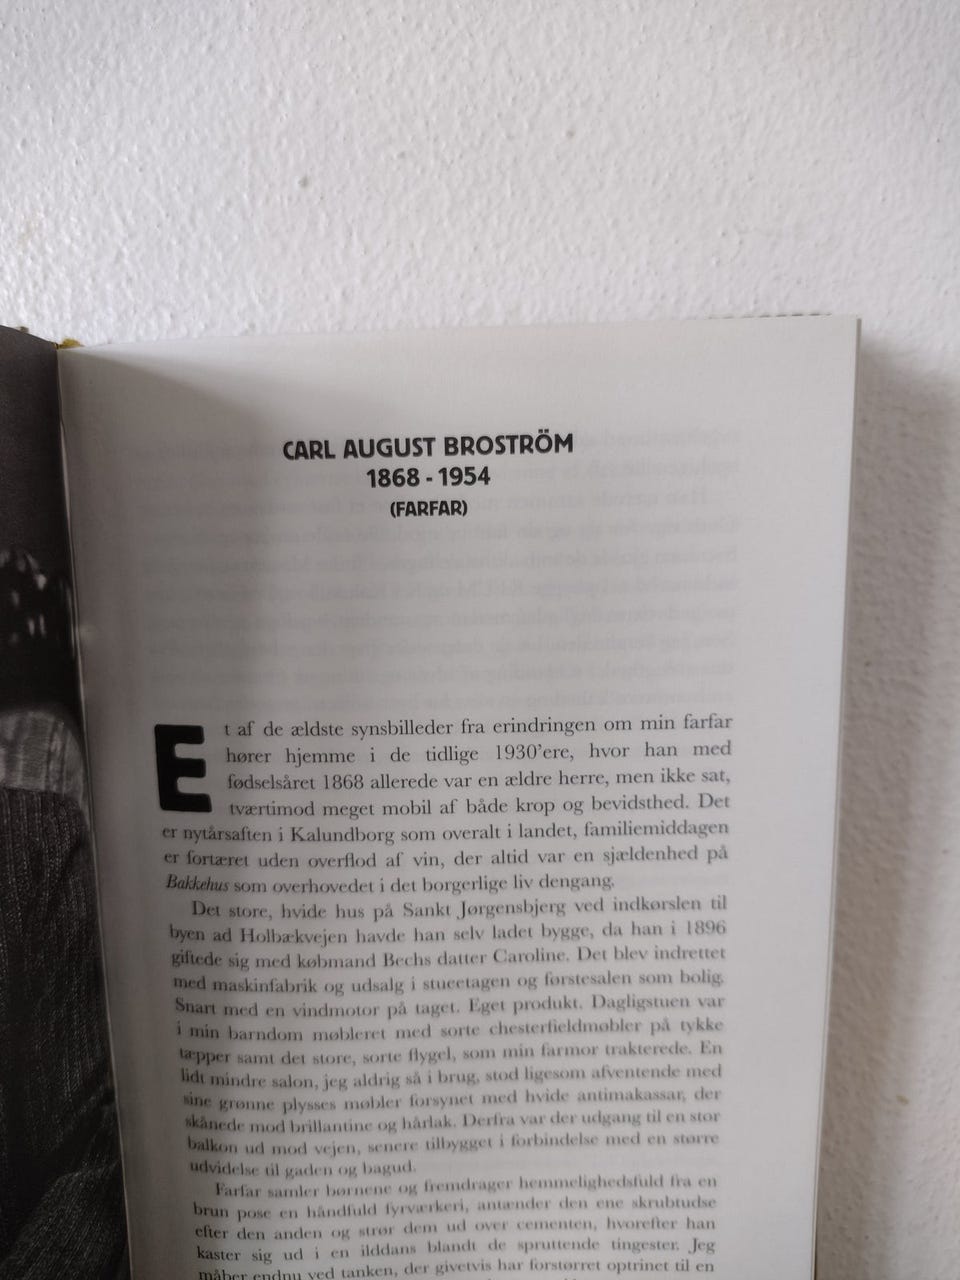 CARL AUGUST BROSTRÖM
1868 - 1954
(FARFAR)
Et af de ældste synsbilleder fra erindringen om min farfar
hører hjemme i de tidlige 1930'ere, hvor han med
fødselsåret 1868 allerede var en ældre herre, men ikke sat,
tværtimod meget mobil af både krop og bevidsthed. Det
er nytårsaften i Kalundborg som overalt i landet, familiemiddagen
er fortæret uden overflod af vin, der altid var en sjældenhed på
Bakkehus som overhovedet i det borgerlige liv dengang.
Det store, hvide hus på Sankt Jørgensbjerg ved indkørslen til
byen ad Holbækvejen havde han selv ladet bygge, da han i 1896
giftede sig med købmand Bechs datter Caroline. Det blev indrettet
med maskinfabrik og udsalg i stueetagen og førstesalen som bolig.
Snart med en vindmotor på taget. Eget produkt. Dagligstuen var
i min barndom møbleret med sorte chesterfieldmøbler på tykke
tæpper samt det store, sorte flygel, som min farmor trakterede. En
lidt mindre salon, jeg aldrig så i brug, stod ligesom afventende med
sine grønne plysses møbler forsynet med hvide antimakassar, der
skånede mod brillantine og hårlak. Derfra var der udgang til en stor
balkon ud mod vejen, senere tilbygget i forbindelse med en større
udvidelse til gaden og bagud.
Farfar samler børnene og fremdrager hemmelighedsfuld fra en
brun pose en håndfuld fyrværkeri, antænder den ene skrubtudse
efter den anden og strør dem ud over cementen, hvorefter han
kaster sig ud i en ilddans blandt de spruttende tingester. Jeg
måber endnu ved tanken, der givetvis har forstørret optrinet til en